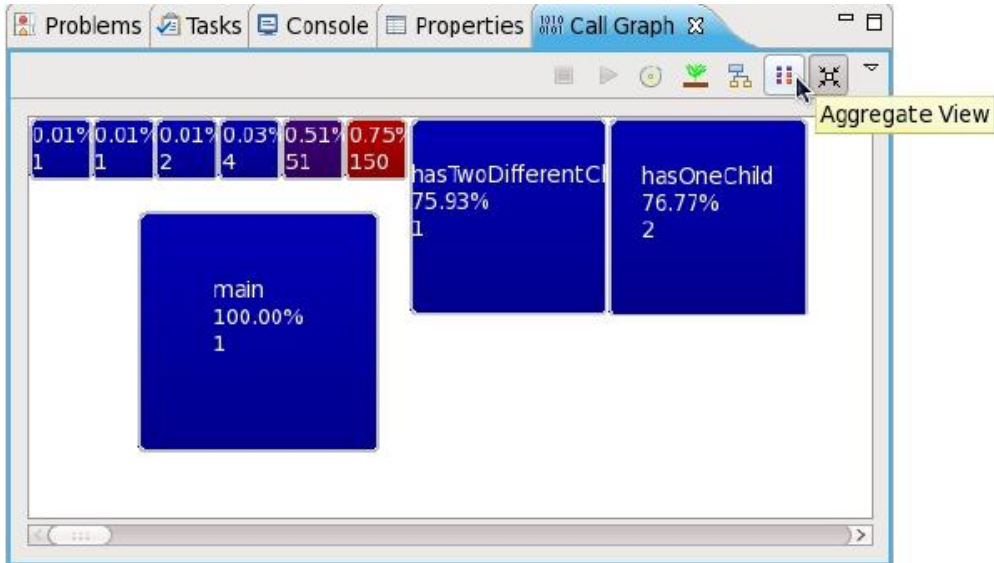 Problems Tasks Console Properties Call Graph
Aggregate View
0.01% 0.01% 0.01% 0.03% 0.51% 0.75%
1 1 2 4 51 150
hasTwoDifferentCh
75.93%
1
hasOneChild
76.77%
2
main
100.00%
1